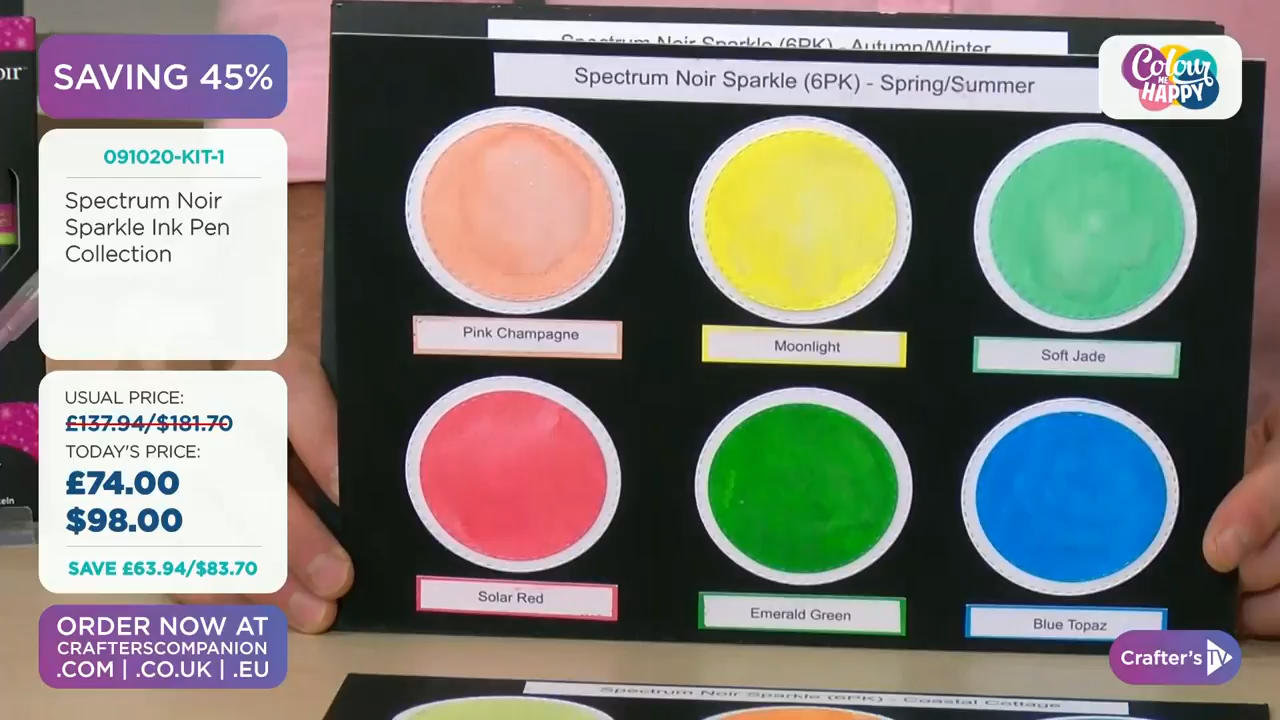 SAVING 45%
091020-KIT-1
Spectrum Noir
Sparkle Ink Pen
Collection
USUAL PRICE:
£137.94/$181.70
TODAY'S PRICE:
£74.00
$98.00
SAVE £63.94/$83.70
ORDER NOW AT
CRAFTERSCOMPANION
.COM | .CO.UK | .EU
Spectrum Noir Sparkle (6PK) - Autumn/Winter
Spectrum Noir Sparkle (6PK) - Spring/Summer
Colour
ME
HAPPY
Pink Champagne
Moonlight
Soft Jade
Solar Red
Emerald Green
Blue Topaz
Crafter's TV
Spectrum Noir Sparkle (6PK) - Coastal Cottage